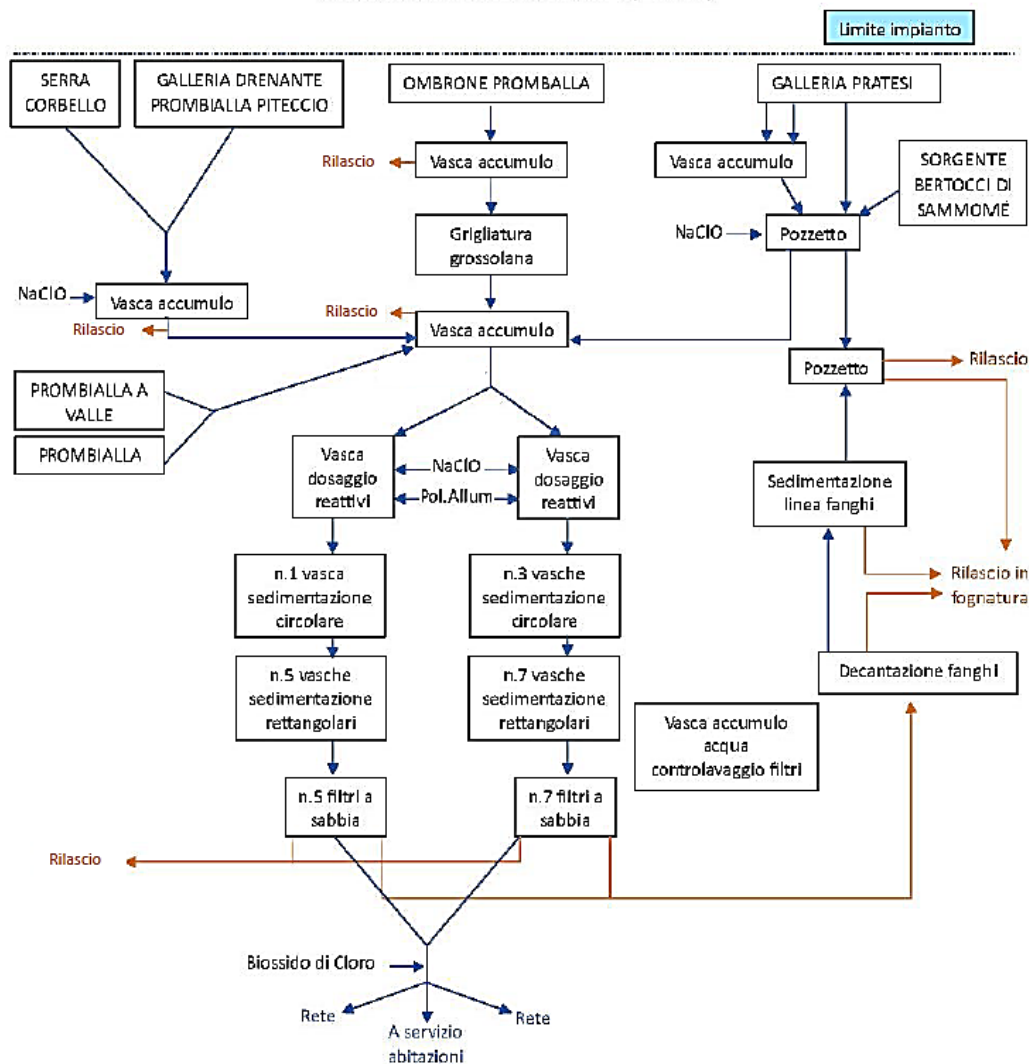 Limite impianto
SERRA
CORBELLO
GALLERIA DRENANTE
PROMBIALLA PITECCIO
OMBRONE PROMBALLA
GALLERIA PRATESI
Rilascio
Vasca accumulo
Vasca accumulo
SORGENTE
BERTOCCI DI
SAMMOMÉ
NaClO
Pozzetto
Grigliatura
grossolana
NaClO
Vasca accumulo
Rilascio
Rilascio
Vasca accumulo
Pozzetto
Rilascio
PROMBIALLA A
VALLE
PROMBIALLA
Vasca
dosaggio
reattivi
NaClO
Pol.Allum
Vasca
dosaggio
reattivi
Sedimentazione
linea fanghi
n.1 vasca
sedimentazione
circolare
n.3 vasche
sedimentazione
circolare
Rilascio in
fognatura
n.5 vasche
sedimentazione
rettangolari
n.7 vasche
sedimentazione
rettangolari
Decantazione fanghi
Vasca accumulo
acqua
controlavaggio filtri
n.5 filtri a
sabbia
n.7 filtri a
sabbia
Rilascio
Biossido di Cloro
Rete
Rete
A servizio
abitazioni